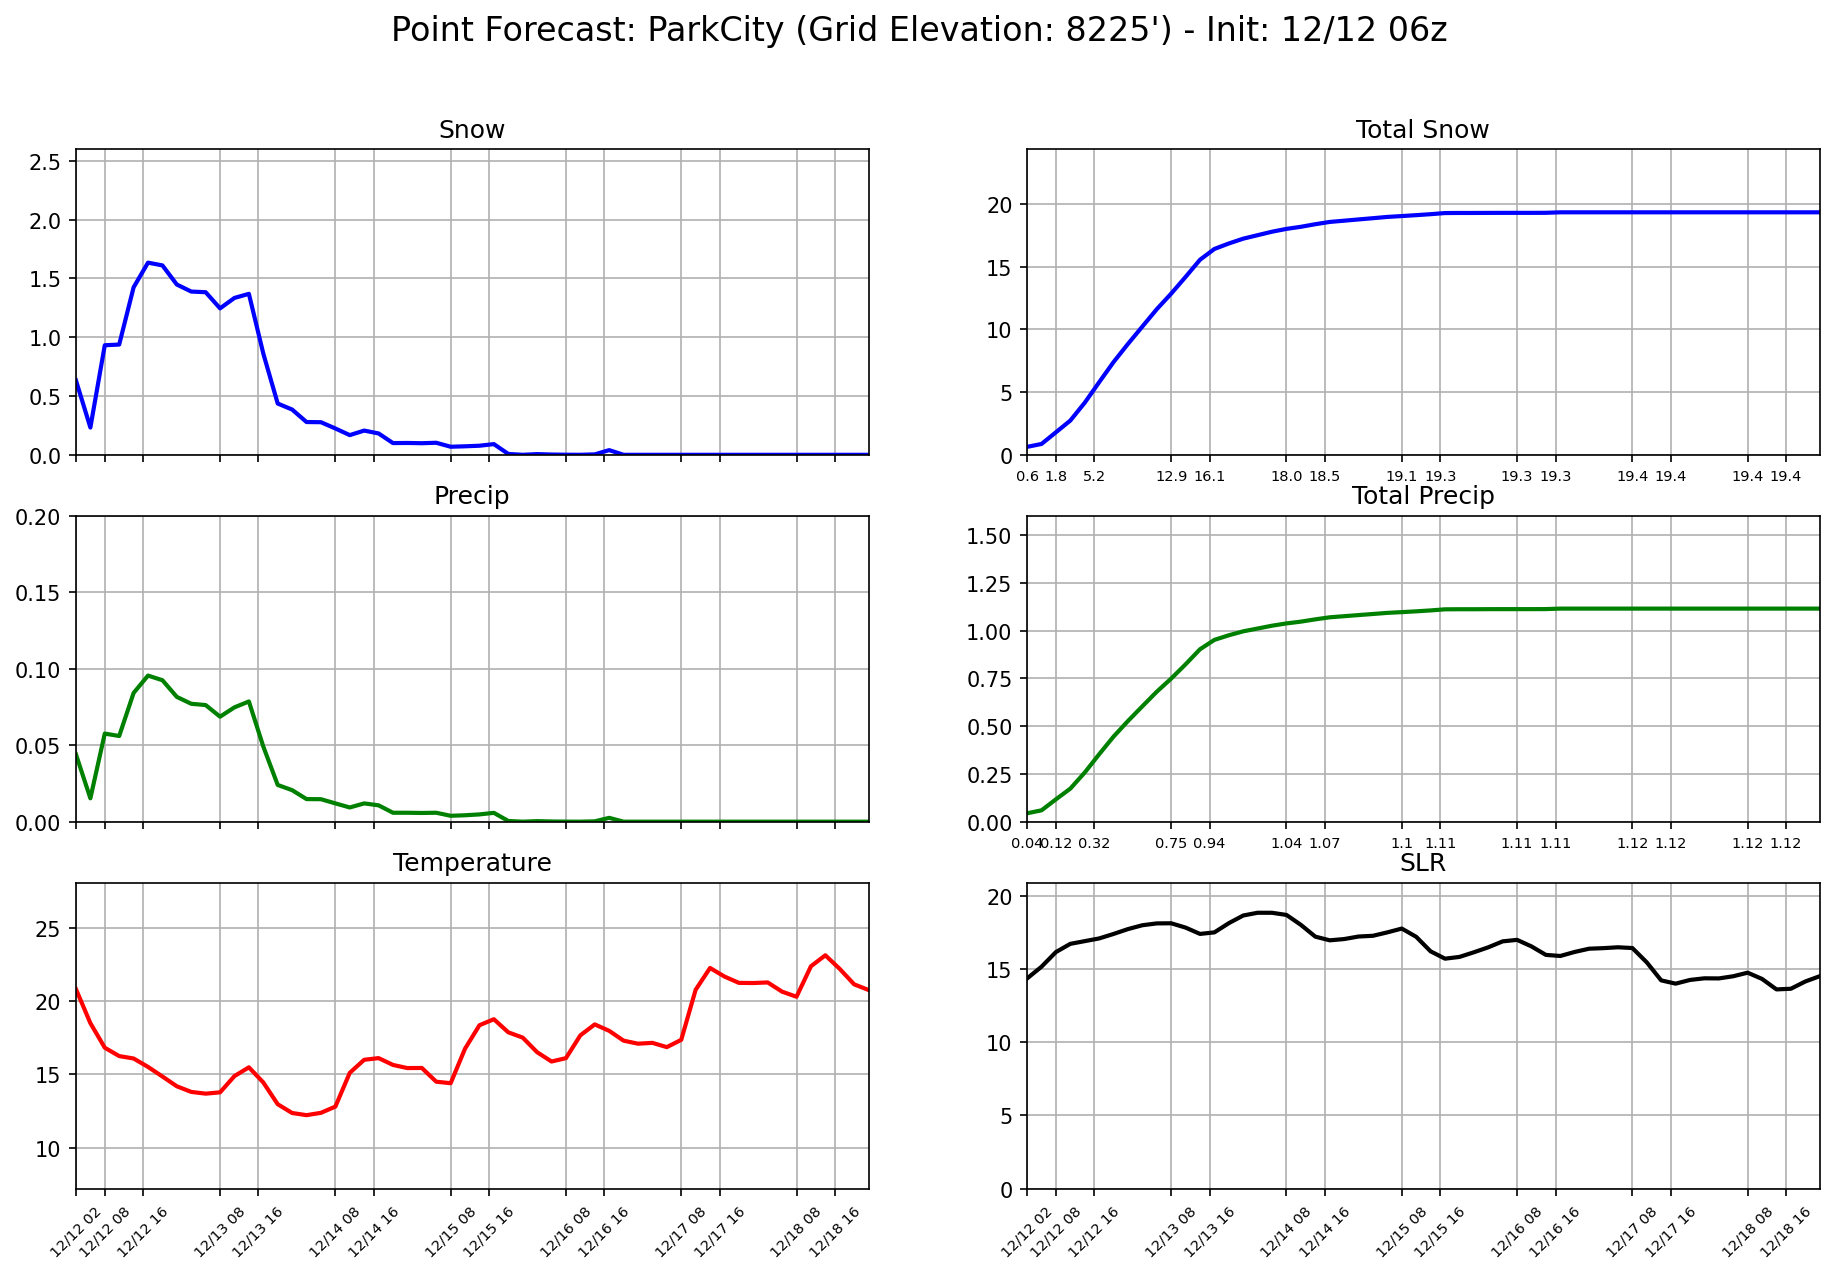 Point Forecast: ParkCity (Grid Elevation: 8225') - Init: 12/12 06z
Snow
2.5
2.0
1.5
1.0
0.5
0.0
Total Snow
20
15
10
5
0
0.6 1.8 5.2 12.9 16.1 18.0 18.5 19.1 19.3 19.3 19.3 19.4 19.4 19.4 19.4
Precip
0.20
0.15
0.10
0.05
0.00
Total Precip
1.50
1.25
1.00
0.75
0.50
0.25
0.00
0.04 0.12 0.32 0.75 0.94 1.04 1.07 1.1 1.11 1.11 1.11 1.12 1.12 1.12 1.12
Temperature
25
20
15
10
12/12 02 12/12 08 12/12 16 12/13 08 12/13 16 12/14 08 12/14 16 12/15 08 12/15 16 12/16 08 12/16 16 12/17 08 12/17 16 12/18 08 12/18 16
SLR
20
15
10
5
0
12/12 02 12/12 08 12/12 16 12/13 08 12/13 16 12/14 08 12/14 16 12/15 08 12/15 16 12/16 08 12/16 16 12/17 08 12/17 16 12/18 08 12/18 16